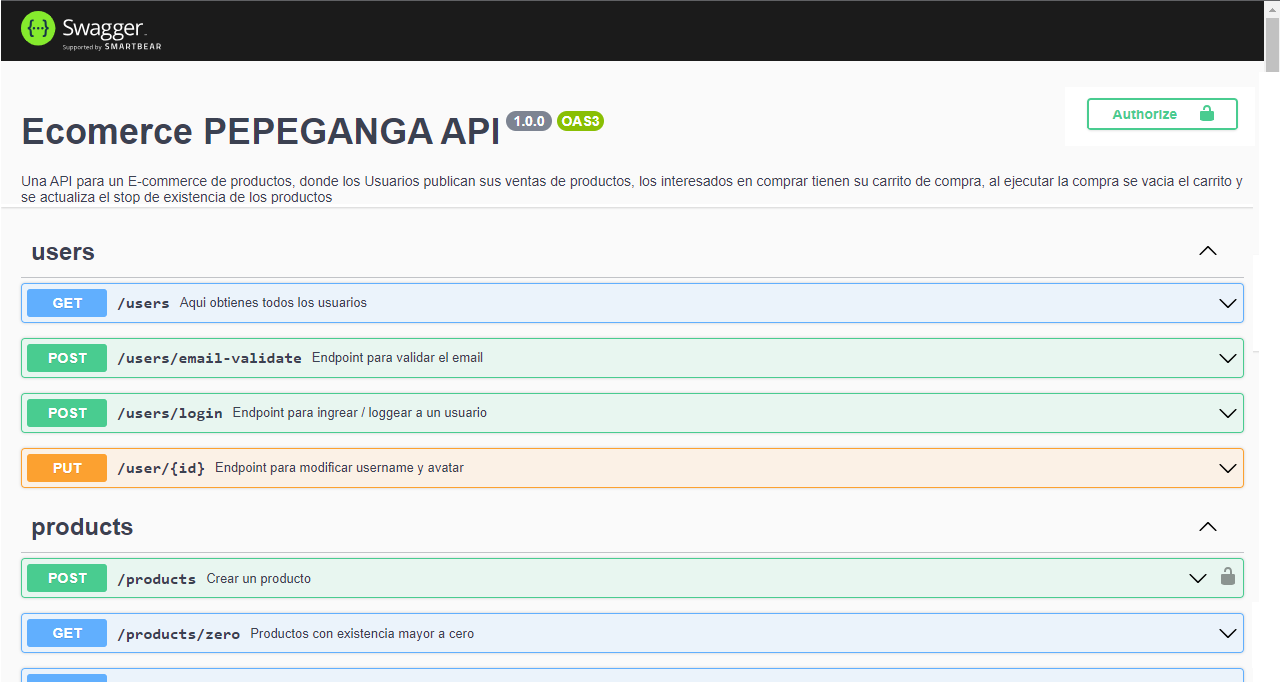 Swagger
Supported by SMARTBEAR
Ecomerce PEPEGANGA API 1.0.0 OAS3
Authorize
Una API para un E-commerce de productos, donde los Usuarios publican sus ventas de productos, los interesados en comprar tienen su carrito de compra, al ejecutar la compra se vacia el carrito y
se actualiza el stop de existencia de los productos
users
GET /users Aqui obtienes todos los usuarios
POST /users/email-validate Endpoint para validar el email
POST /users/login Endpoint para ingrear / loggear a un usuario
PUT /user/{id} Endpoint para modificar username y avatar
products
POST /products Crear un producto
GET /products/zero Productos con existencia mayor a cero